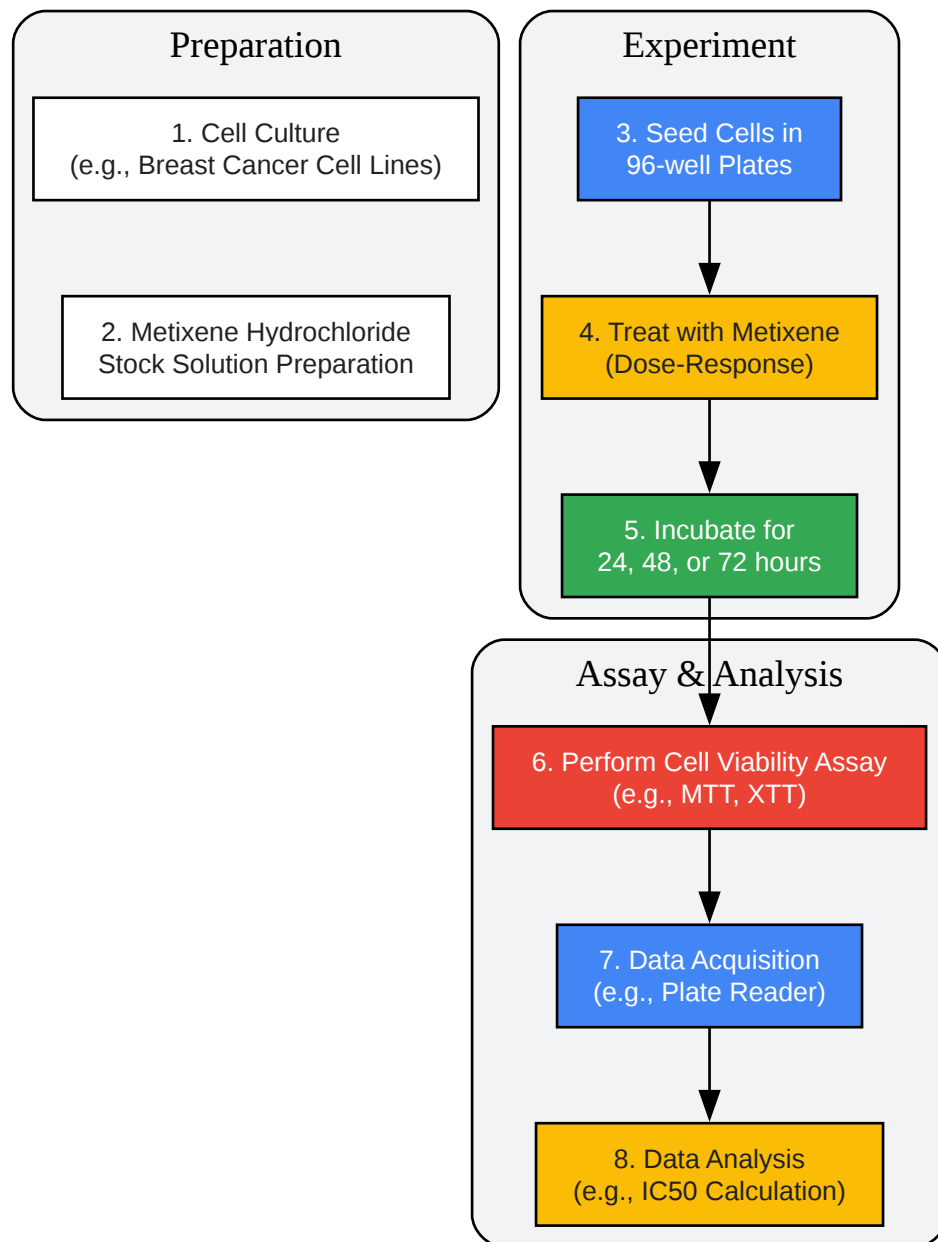 Preparation
1. Cell Culture
(e.g., Breast Cancer Cell Lines)
2. Metixene Hydrochloride
Stock Solution Preparation
Experiment
3. Seed Cells in
96-well Plates
4. Treat with Metixene
(Dose-Response)
5. Incubate for
24, 48, or 72 hours
Assay & Analysis
6. Perform Cell Viability Assay
(e.g., MTT, XTT)
7. Data Acquisition
(e.g., Plate Reader)
8. Data Analysis
(e.g., IC50 Calculation)